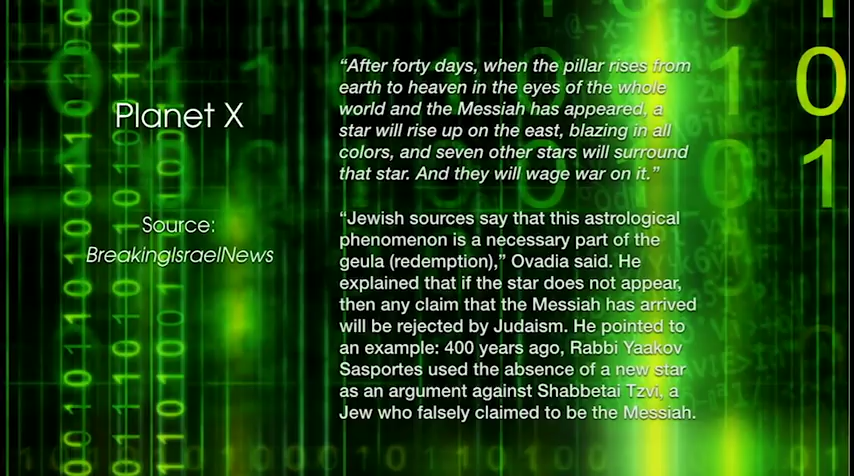 Planet X
Source:
BreakingIsraelNews
“After forty days, when the pillar rises from
earth to heaven in the eyes of the whole
world and the Messiah has appeared, a
star will rise up on the east, blazing in all
colors, and seven other stars will surround
that star. And they will wage war on it.”
“Jewish sources say that this astrological
phenomenon is a necessary part of the
geula (redemption),” Ovadia said. He
explained that if the star does not appear,
then any claim that the Messiah has arrived
will be rejected by Judaism. He pointed to
an example: 400 years ago, Rabbi Yaakov
Sasportes used the absence of a new star
as an argument against Shabbetai Tzvi, a
Jew who falsely claimed to be the Messiah.